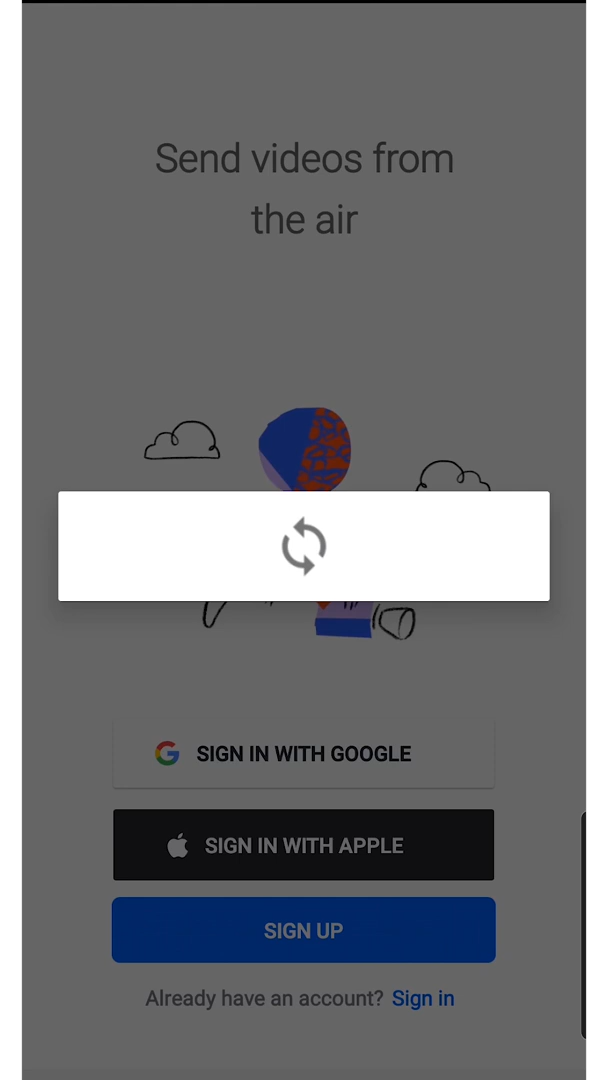 Send videos from
the air
SIGN IN WITH GOOGLE
SIGN IN WITH APPLE
SIGN UP
Already have an account? Sign in